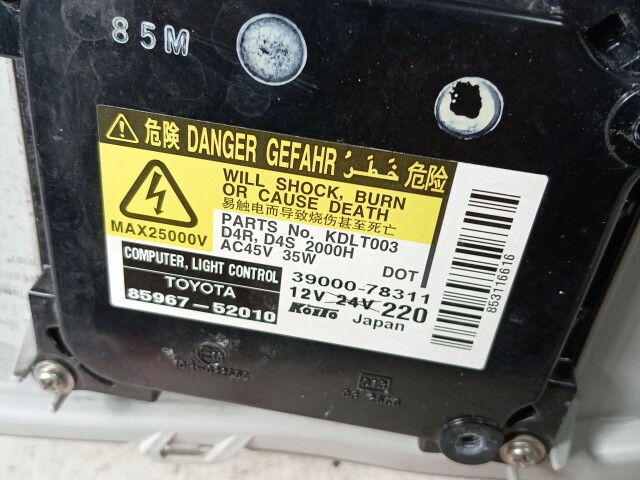 85M
危険 DANGER GEFAHR خَطَر 危险
WILL SHOCK, BURN
OR CAUSE DEATH
易触电而导致烧伤甚至死亡
MAX25000V
PARTS No. KDLT003
D4R, D4S 2000H
AC45V 35W
DOT
COMPUTER, LIGHT CONTROL
TOYOTA
85967-52010
39000-78311
12V 24V 220
KOITO Japan
853116616